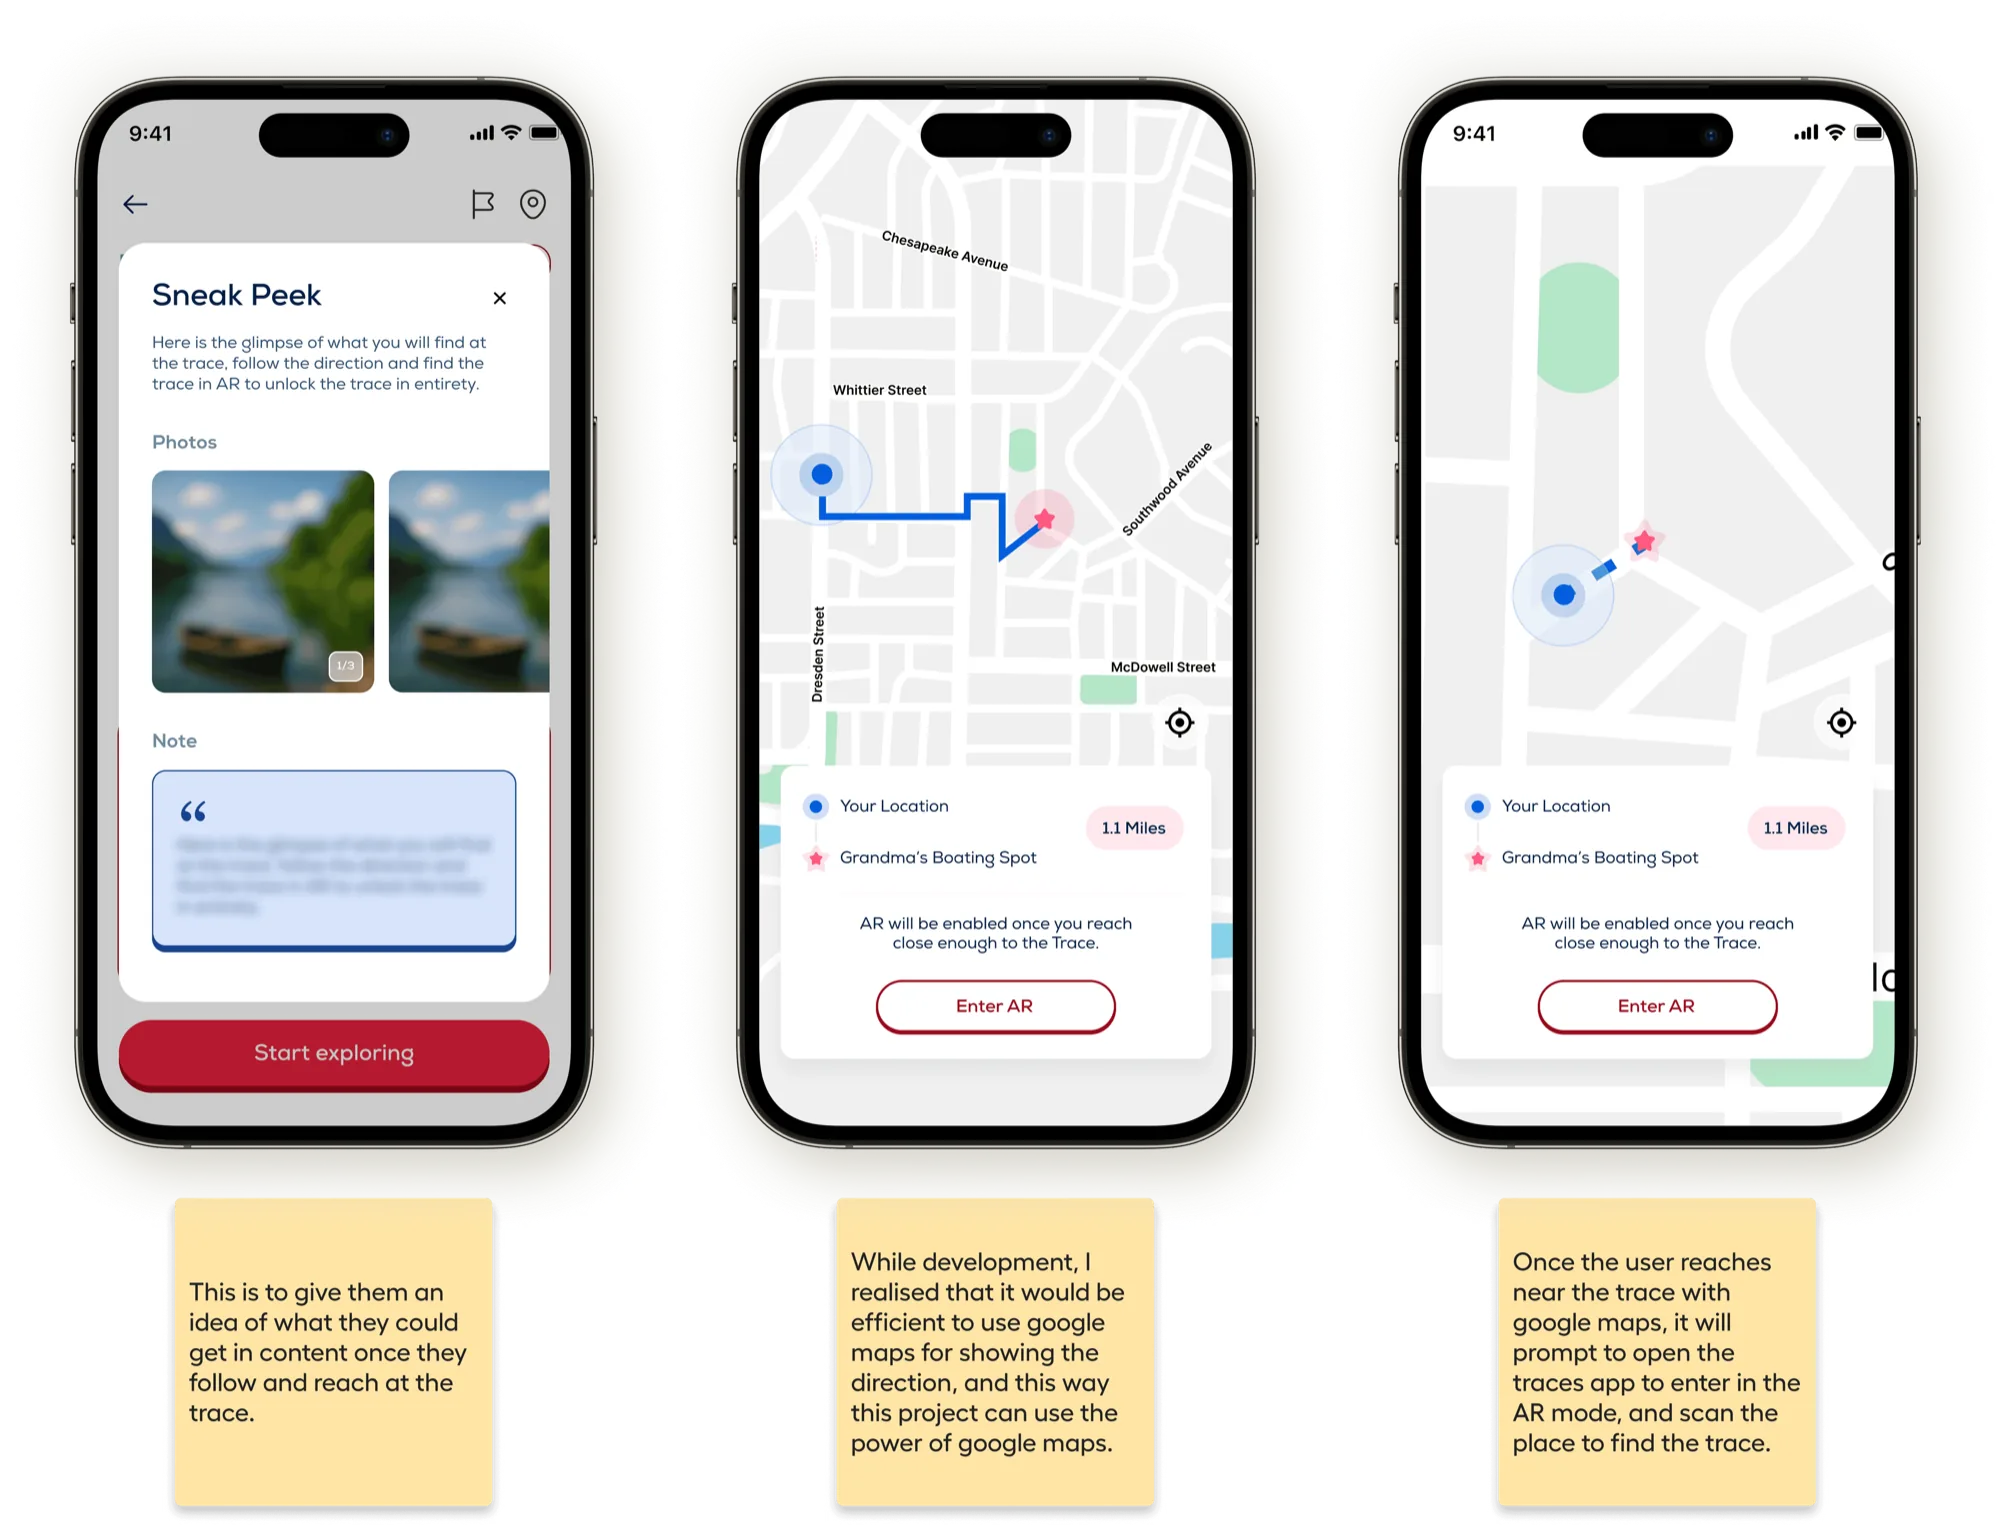 9:41
Sneak Peek
Here is the glimpse of what you will find at
the trace, follow the direction and find the
trace in AR to unlock the trace in entirety.
Photos
1/3
Note
“
Start exploring
This is to give them an
idea of what they could
get in content once they
follow and reach at the
trace.
Chesapeake Avenue
Whittier Street
Southwood Avenue
Dresden Street
McDowell Street
Your Location
1.1 Miles
Grandma's Boating Spot
AR will be enabled once you reach
close enough to the Trace.
Enter AR
While development, I
realised that it would be
efficient to use google
maps for showing the
direction, and this way
this project can use the
power of google maps.
9:41
Your Location
1.1 Miles
Grandma's Boating Spot
AR will be enabled once you reach
close enough to the Trace.
Enter AR
Once the user reaches
near the trace with
google maps, it will
prompt to open the
traces app to enter in the
AR mode, and scan the
place to find the trace.